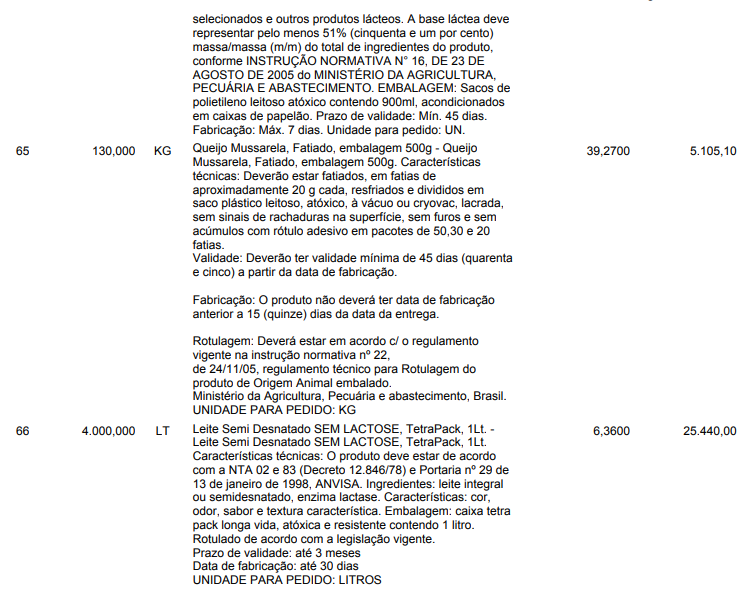 selecionados e outros produtos lácteos. A base láctea deve
representar pelo menos 51% (cinquenta e um por cento)
massa/massa (m/m) do total de ingredientes do produto,
conforme INSTRUÇÃO NORMATIVA N° 16, DE 23 DE
AGOSTO DE 2005 do MINISTÉRIO DA AGRICULTURA,
PECUÁRIA E ABASTECIMENTO. EMBALAGEM: Sacos de
polietileno leitoso atóxico contendo 900ml, acondicionados
em caixas de papelão. Prazo de validade: Mín. 45 dias.
Fabricação: Máx. 7 dias. Unidade para pedido: UN.
65 130,000 KG Queijo Mussarela, Fatiado, embalagem 500g - Queijo 39,2700 5.105,10
Mussarela, Fatiado, embalagem 500g. Características
técnicas: Deverão estar fatiados, em fatias de
aproximadamente 20 g cada, resfriados e divididos em
saco plástico leitoso, atóxico, à vácuo ou cryovac, lacrada,
sem sinais de rachaduras na superfície, sem furos e sem
acúmulos com rótulo adesivo em pacotes de 50,30 e 20
fatias.
Validade: Deverão ter validade mínima de 45 dias (quarenta
e cinco) a partir da data de fabricação.
Fabricação: O produto não deverá ter data de fabricação
anterior a 15 (quinze) dias da data da entrega.
Rotulagem: Deverá estar em acordo c/ o regulamento
vigente na instrução normativa nº 22,
de 24/11/05, regulamento técnico para Rotulagem do
produto de Origem Animal embalado.
Ministério da Agricultura, Pecuária e abastecimento, Brasil.
UNIDADE PARA PEDIDO: KG
66 4.000,000 LT Leite Semi Desnatado SEM LACTOSE, TetraPack, 1Lt. - 6,3600 25.440,00
Leite Semi Desnatado SEM LACTOSE, TetraPack, 1Lt.
Características técnicas: O produto deve estar de acordo
com a NTA 02 e 83 (Decreto 12.846/78) e Portaria nº 29 de
13 de janeiro de 1998, ANVISA. Ingredientes: leite integral
ou semidesnatado, enzima lactase. Características: cor,
odor, sabor e textura característica. Embalagem: caixa tetra
pack longa vida, atóxica e resistente contendo 1 litro.
Rotulado de acordo com a legislação vigente.
Prazo de validade: até 3 meses
Data de fabricação: até 30 dias
UNIDADE PARA PEDIDO: LITROS